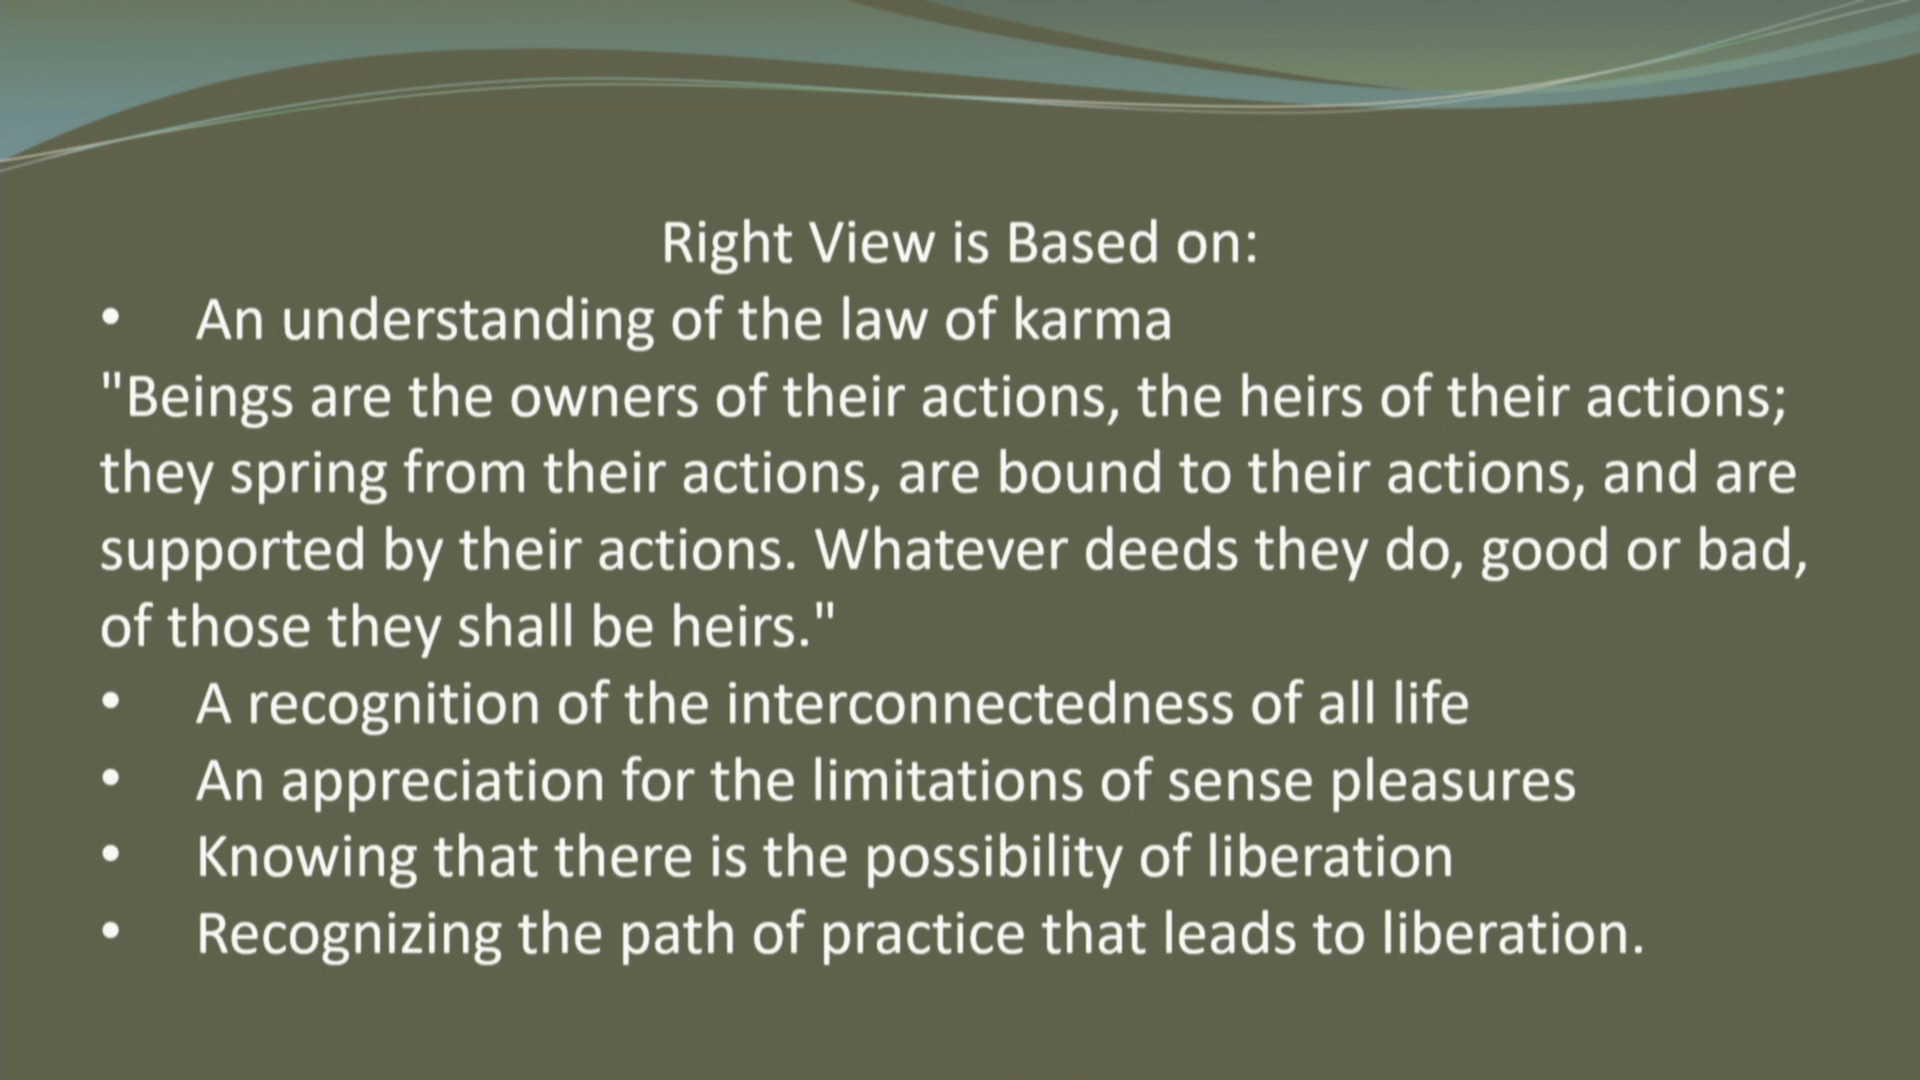 Right View is Based on:
• An understanding of the law of karma
"Beings are the owners of their actions, the heirs of their actions;
they spring from their actions, are bound to their actions, and are
supported by their actions. Whatever deeds they do, good or bad,
of those they shall be heirs."
• A recognition of the interconnectedness of all life
• An appreciation for the limitations of sense pleasures
• Knowing that there is the possibility of liberation
• Recognizing the path of practice that leads to liberation.